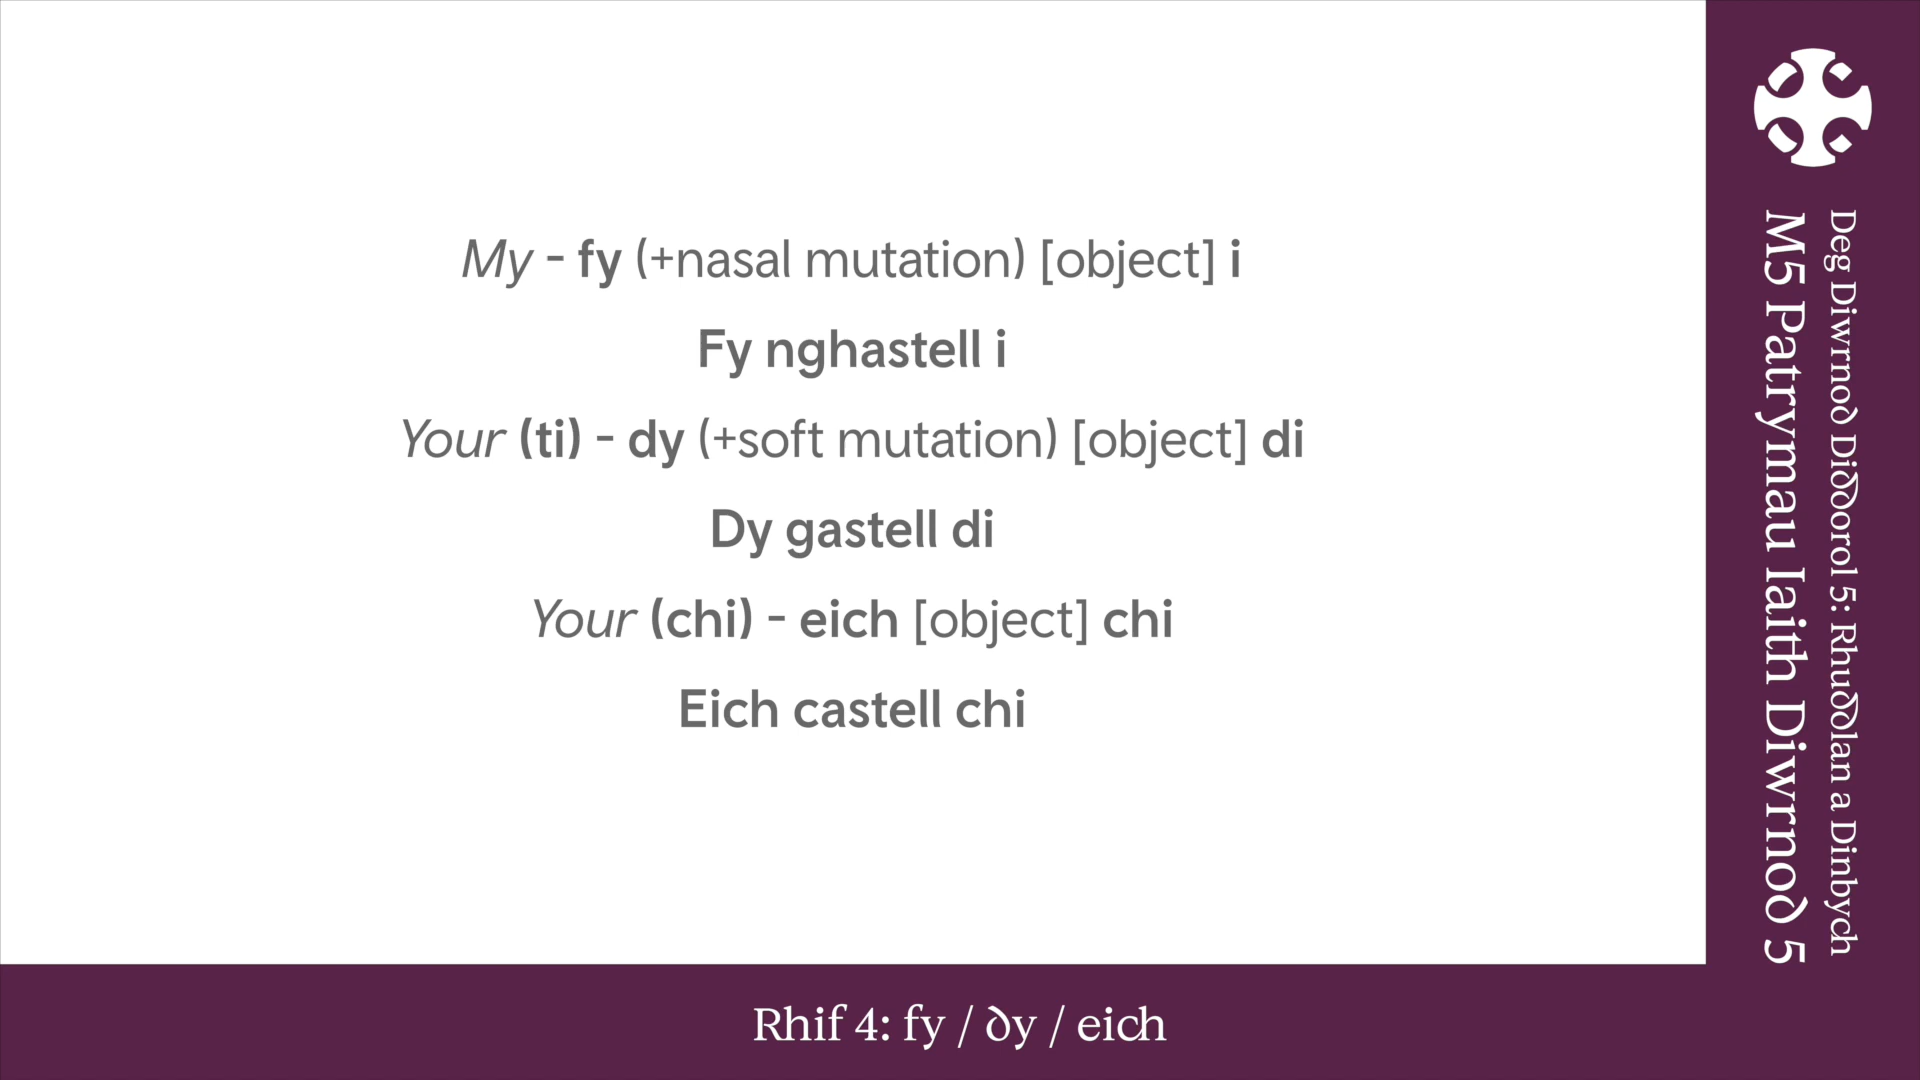 My - fy (+nasal mutation) [object] i
Fy nghastell i
Your (ti) - dy (+soft mutation) [object] di
Dy gastell di
Your (chi) - eich [object] chi
Eich castell chi
Deg Diwrnod Diddorol 5: Rhuddlan a Dinbych
M5 Patrymau Iaith Diwrnod 5
Rhif 4: fy / dy / eich